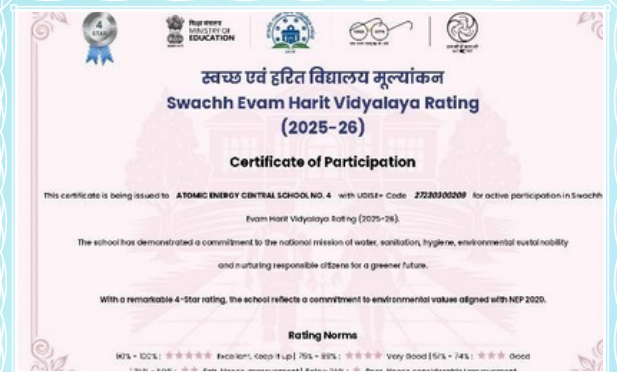 4
STAR
शिक्षा मंत्रालय
MINISTRY OF
EDUCATION
स्वच्छ एवं हरित विद्यालय मूल्यांकन
Swachh Evam Harit Vidyalaya Rating
(2025-26)
Certificate of Participation
This certificate is being issued to ATOMIC ENERGY CENTRAL SCHOOL NO. 4 with UDISE+ Code 27230300209 for active participation in Swachh
Evam Harit Vidyalaya Rating (2025-26).
The school has demonstrated a commitment to the national mission of water, sanitation, hygiene, environmental sustainability
and nurturing responsible citizens for a greener future.
With a remarkable 4-Star rating, the school reflects a commitment to environmental values aligned with NEP 2020.
Rating Norms
90% - 100% : ★★★★★ Excellent, Keep it up | 75% - 89% : ★★★★ Very Good | 51% - 74% : ★★★ Good